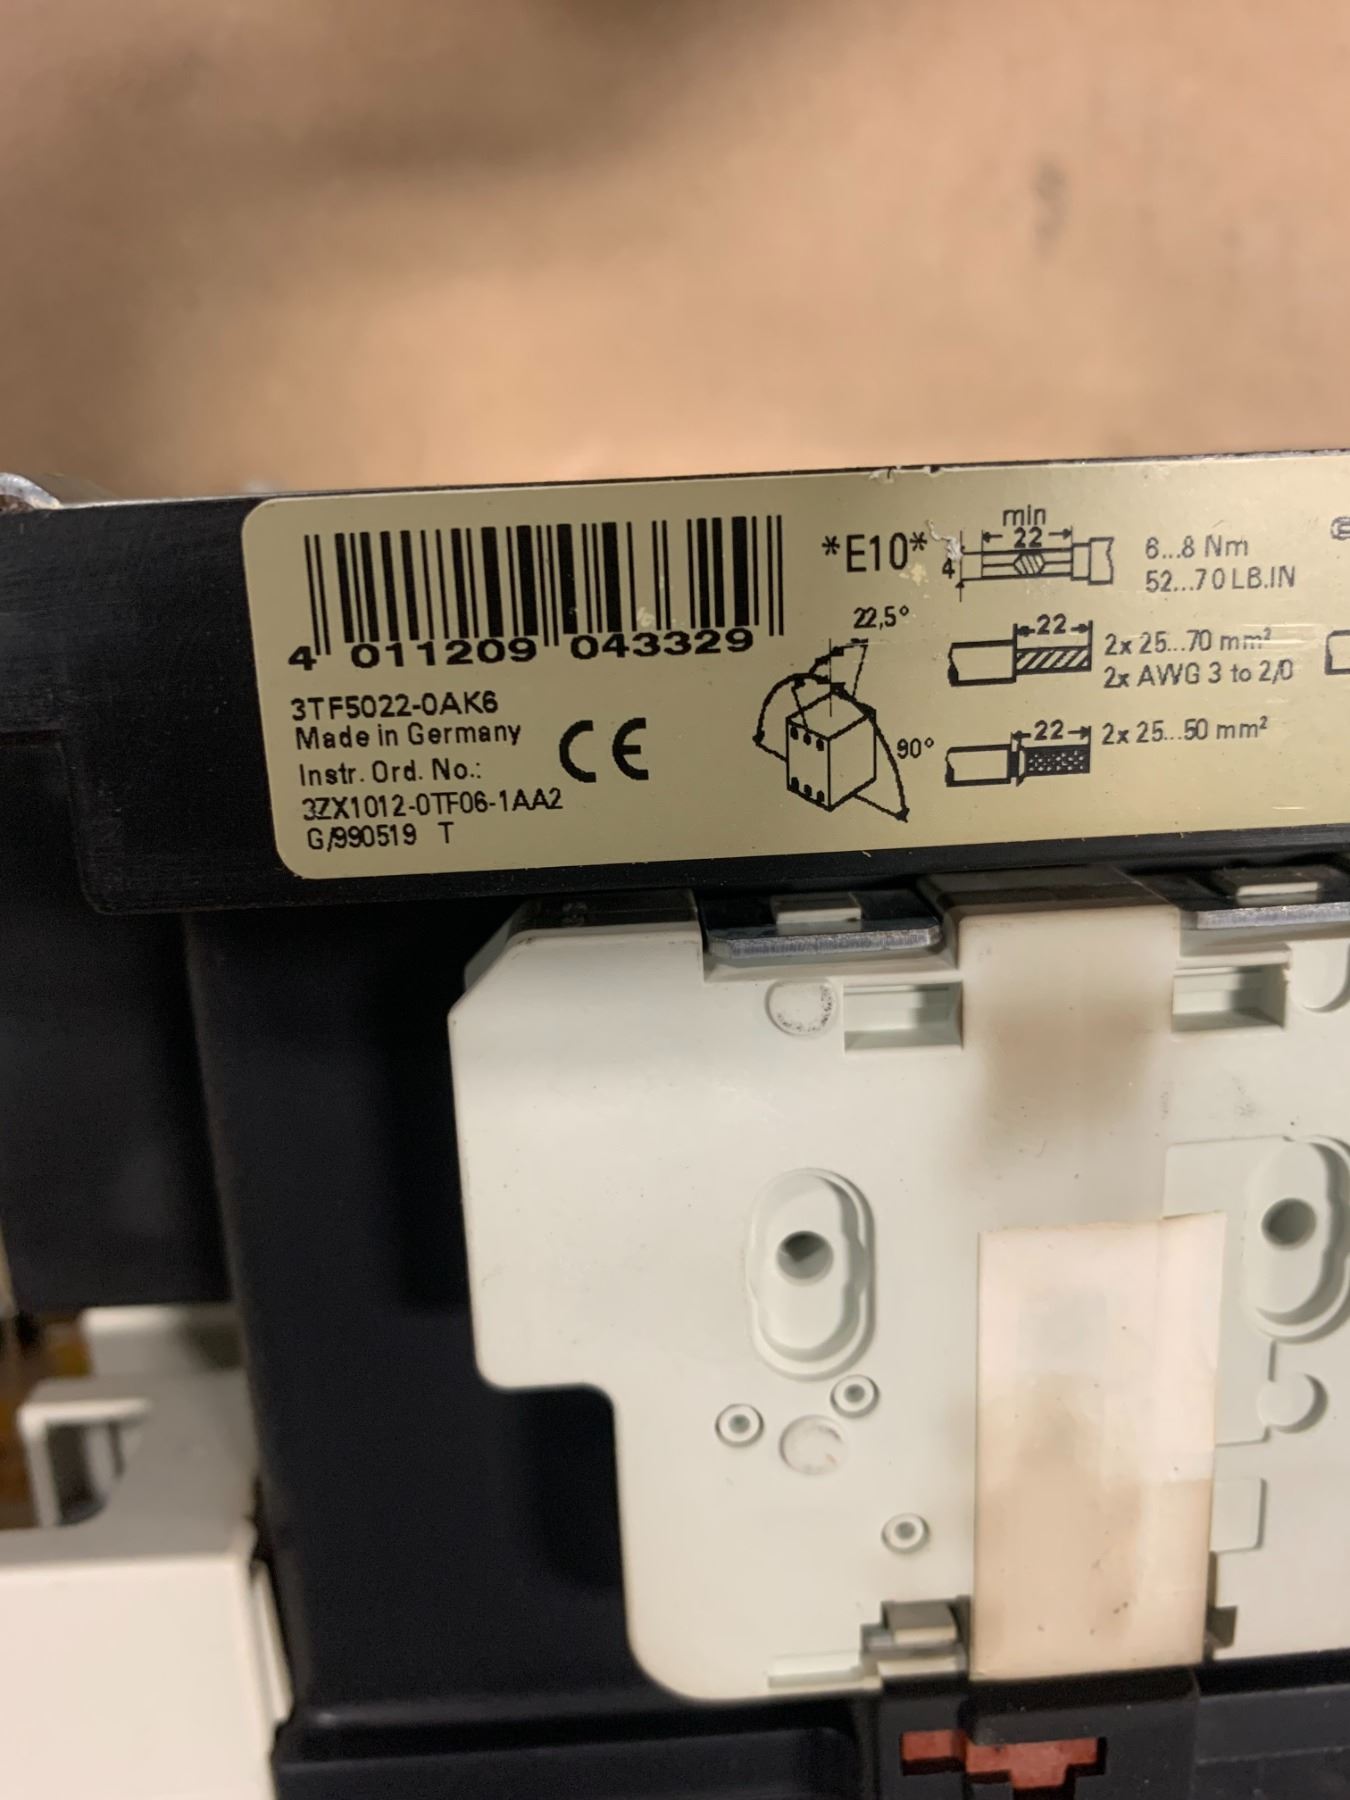 4 011209 043329
3TF5022-0AK6
Made in Germany
Instr. Ord. No.:
3ZX1012-0TF06-1AA2
G/990519 T
CE
*E10*
min
22
4
6...8 Nm
52...70 LB.IN
22,5°
90°
22
2x 25...70 mm²
2x AWG 3 to 2/0
22
2x 25...50 mm²